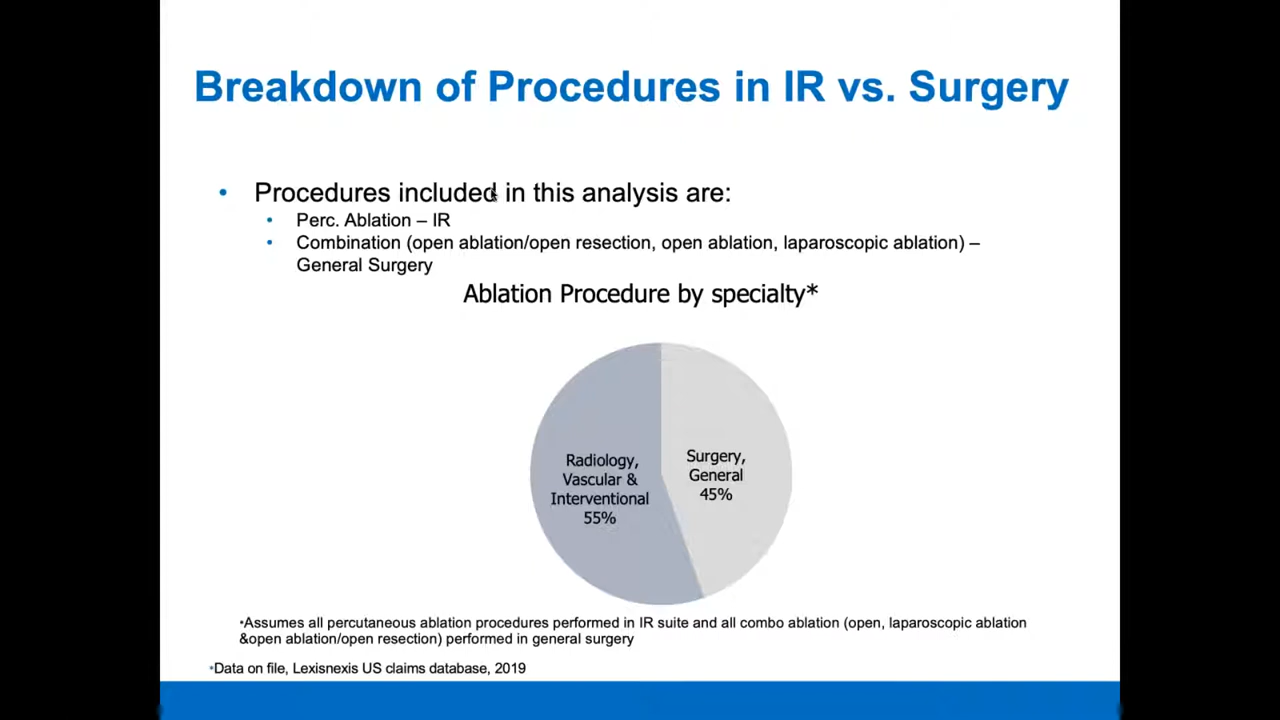 Breakdown of Procedures in IR vs. Surgery
• Procedures included in this analysis are:
• Perc. Ablation – IR
• Combination (open ablation/open resection, open ablation, laparoscopic ablation) –
General Surgery
Ablation Procedure by specialty*
Radiology,
Vascular &
Interventional
55%
Surgery,
General
45%
•Assumes all percutaneous ablation procedures performed in IR suite and all combo ablation (open, laparoscopic ablation
&open ablation/open resection) performed in general surgery
•Data on file, Lexisnexis US claims database, 2019